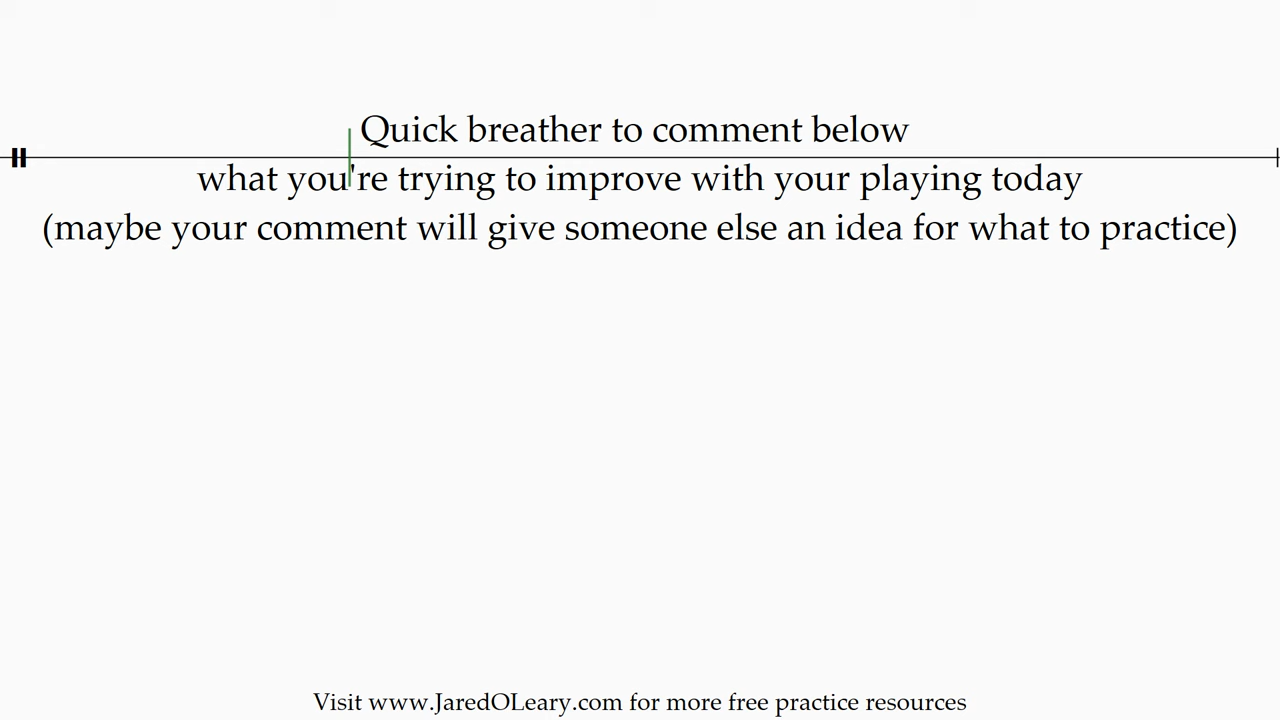 Quick breather to comment below
what you're trying to improve with your playing today
(maybe your comment will give someone else an idea for what to practice)
Visit www.JaredOLeary.com for more free practice resources